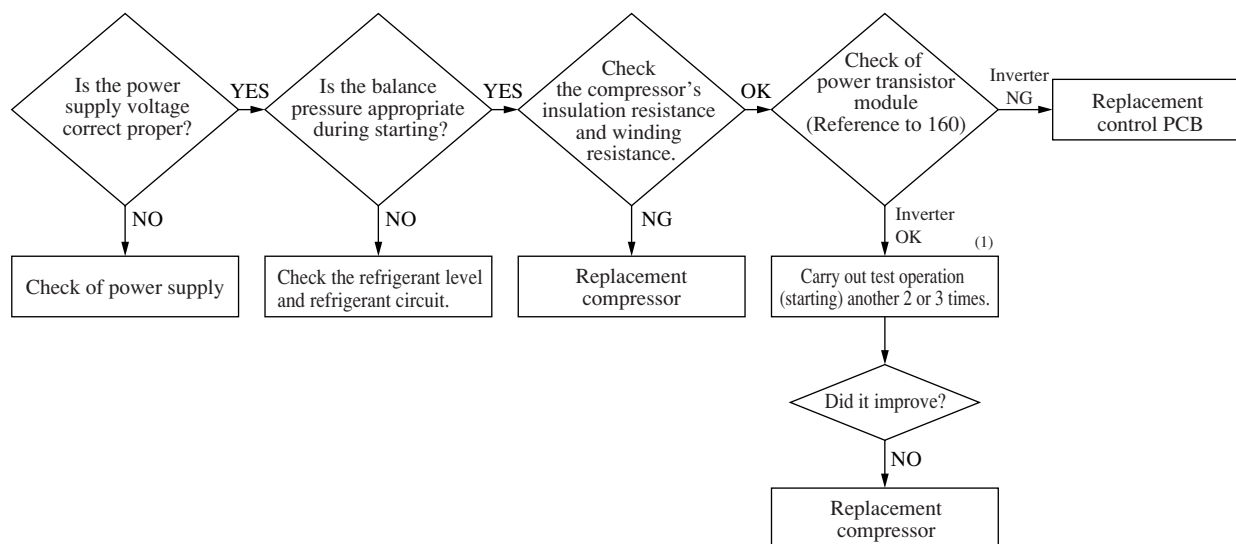 Is the power
supply voltage
correct proper?
YES
NO
Check of power supply
Is the balance
pressure appropriate
during starting?
YES
NO
Check the refrigerant level
and refrigerant circuit.
Check
the compressor's
insulation resistance
and winding
resistance.
OK
NG
Replacement
compressor
Check of
power transistor
module
(Reference to 160)
Inverter
NG
Replacement
control PCB
Inverter
OK
(1)
Carry out test operation
(starting) another 2 or 3 times.
Did it improve?
NO
Replacement
compressor